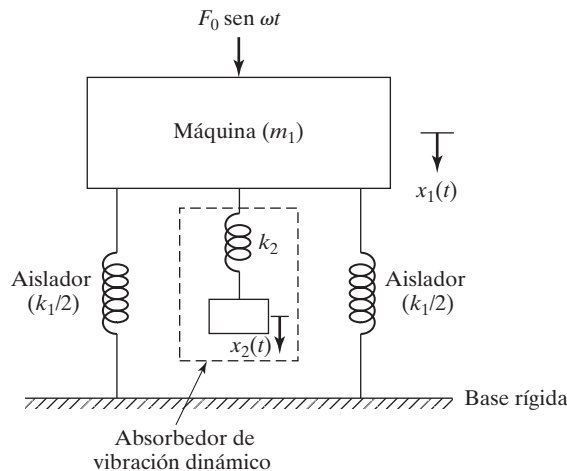 F₀ sen ωt
Máquina (m₁)
x₁(t)
k₂
Aislador
(k₁/2)
Aislador
(k₁/2)
x₂(t)
Base rígida
Absorbedor de
vibración dinámico